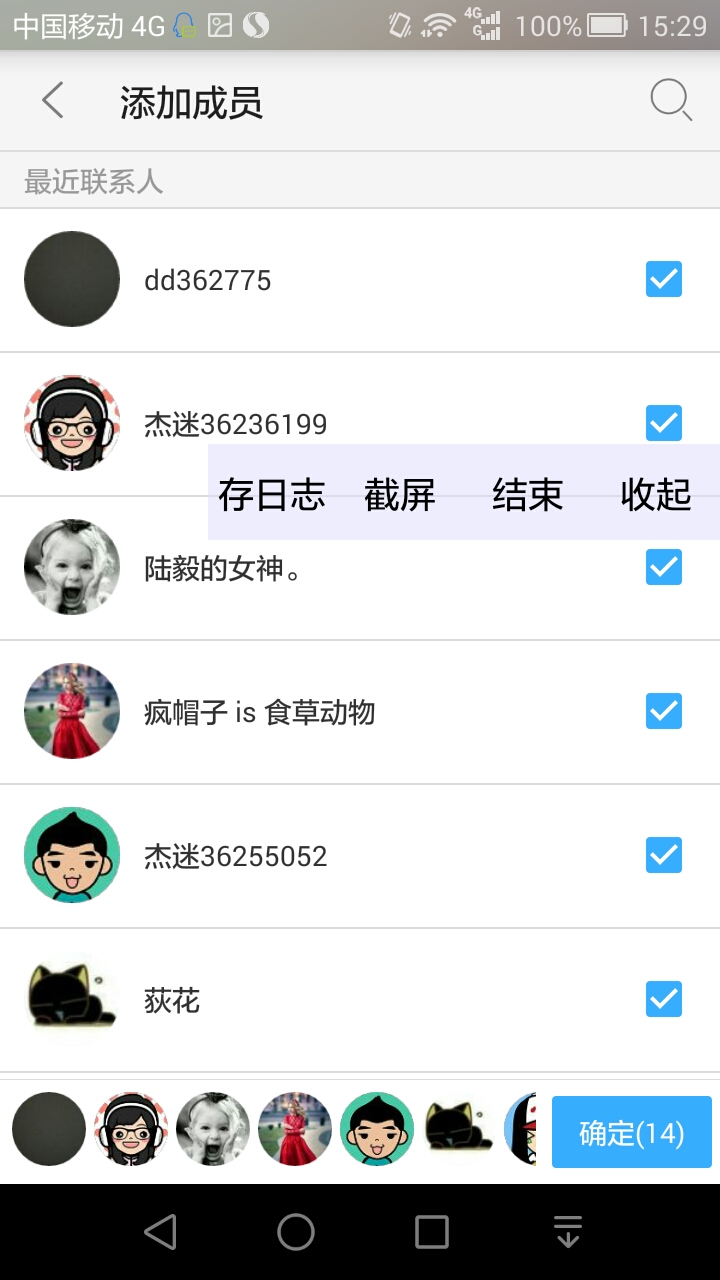 中国移动 4G 4G G 100% 15:29
添加成员
最近联系人
dd362775
杰迷36236199
存日志 截屏 结束 收起
陆毅的女神。
疯帽子 is 食草动物
杰迷36255052
荻花
确定(14)